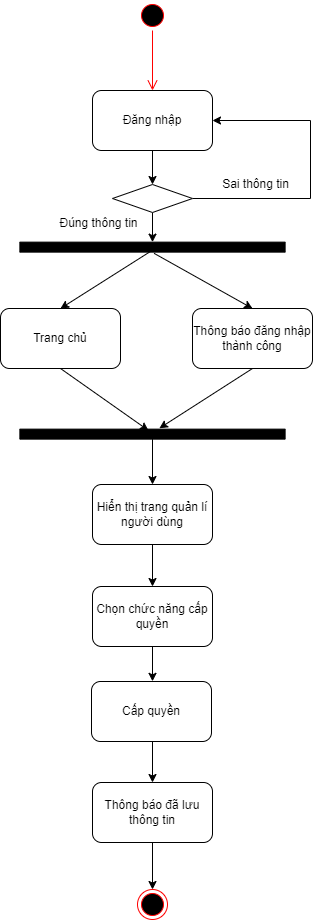 Đăng nhập
Sai thông tin
Đúng thông tin
Trang chủ
Thông báo đăng nhập
thành công
Hiển thị trang quản lí
người dùng
Chọn chức năng cấp
quyền
Cấp quyền
Thông báo đã lưu
thông tin